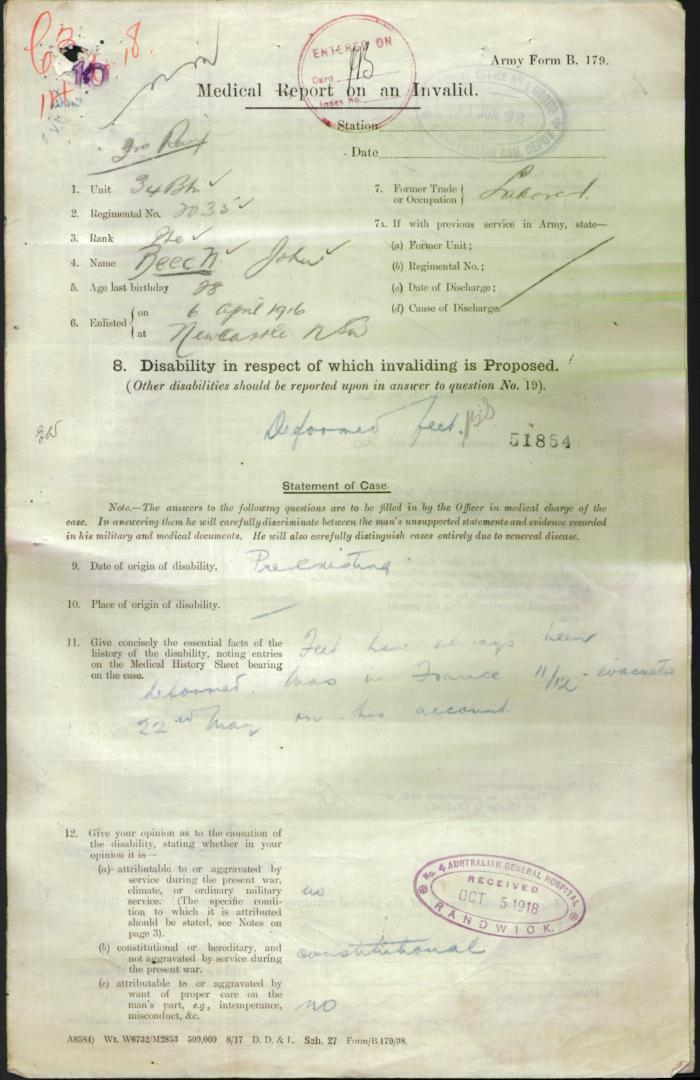 ENTERED ON
Card
Index No.
Army Form B. 179.
Medical Report on an Invalid.
Station
Date
1. Unit 34 Btn
2. Regimental No. 2035
3. Rank Pte
4. Name John
5. Age last birthday 28
6. Enlisted { on 6 April 1916
at Newcastle NSW
7. Former Trade or Occupation } Labourer
7A. If with previous service in Army, state—
(a) Former Unit;
(b) Regimental No.;
(c) Date of Discharge;
(d) Cause of Discharge.
8. Disability in respect of which invaliding is Proposed.
(Other disabilities should be reported upon in answer to question No. 19).
Deformed feet.
51864
Statement of Case.
Note.—The answers to the following questions are to be filled in by the Officer in medical charge of the
case. In answering them he will carefully discriminate between the man's unsupported statements and evidence recorded
in his military and medical documents. He will also carefully distinguish cases entirely due to venereal disease.
9. Date of origin of disability. Pre existing
10. Place of origin of disability. —
11. Give concisely the essential facts of the
history of the disability, noting entries
on the Medical History Sheet bearing
on the case.
Feet have always been
deformed. Was in France 11/12 - evacuated
22nd May on his account.
12. Give your opinion as to the causation of
the disability, stating whether in your
opinion it is—
(a) attributable to or aggravated by
service during the present war,
climate, or ordinary military
service. (The specific condi-
tion to which it is attributed
should be stated, see Notes on
page 3).
no
(b) constitutional or hereditary, and
not aggravated by service during
the present war.
constitutional
(c) attributable to or aggravated by
want of proper care on the
man's part, e.g., intemperance,
misconduct, &c.
no
No. 4 AUSTRALIAN GENERAL HOSPITAL
RECEIVED
OCT 5 1918
RANDWICK.
A8584) Wt. W6732/M2853 500,000 8/17 D. D. & L. Sch. 27 Form/B.179/38.